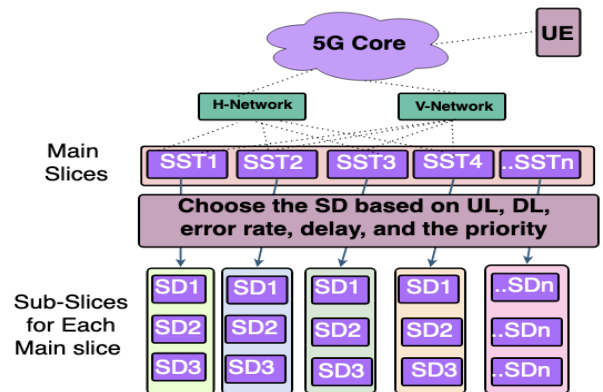 5G Core
UE
H-Network
V-Network
Main
Slices
SST1
SST2
SST3
SST4
..SSTn
Choose the SD based on UL, DL,
error rate, delay, and the priority
Sub-Slices
for Each
Main slice
SD1
SD1
SD1
SD1
..SDn
SD2
SD2
SD2
SD2
..SDn
SD3
SD3
SD3
SD3
..SDn